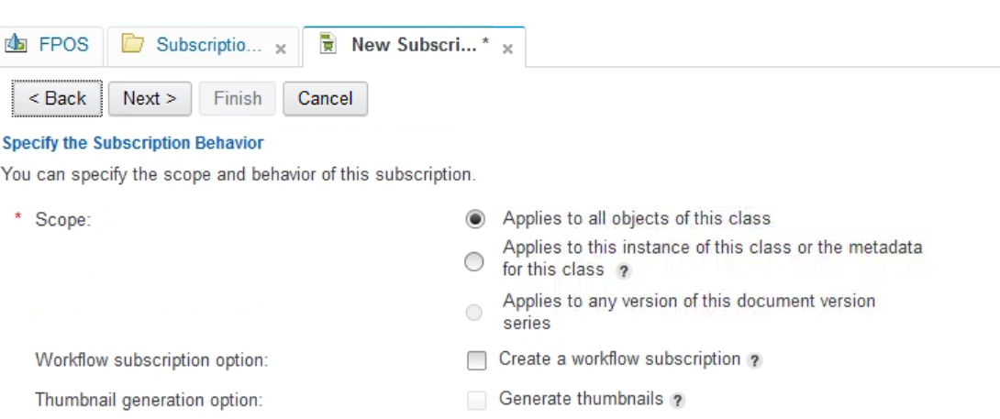 FPOS Subscriptio... x New Subscri... * x
< Back Next > Finish Cancel
Specify the Subscription Behavior
You can specify the scope and behavior of this subscription.
* Scope: Applies to all objects of this class
Applies to this instance of this class or the metadata
for this class ?
Applies to any version of this document version
series
Workflow subscription option: Create a workflow subscription ?
Thumbnail generation option: Generate thumbnails ?